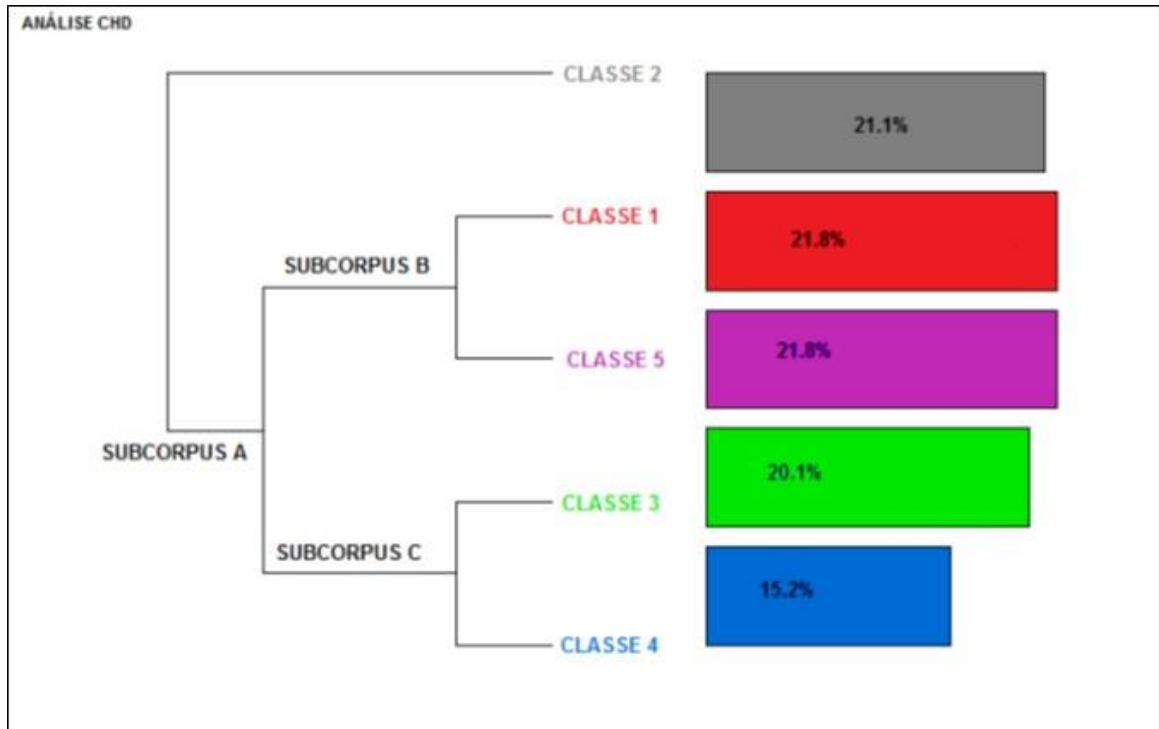 ANÁLISE CHD
CLASSE 2
21.1%
CLASSE 1
21.8%
SUBCORPUS B
CLASSE 5
21.8%
SUBCORPUS A
CLASSE 3
20.1%
SUBCORPUS C
CLASSE 4
15.2%